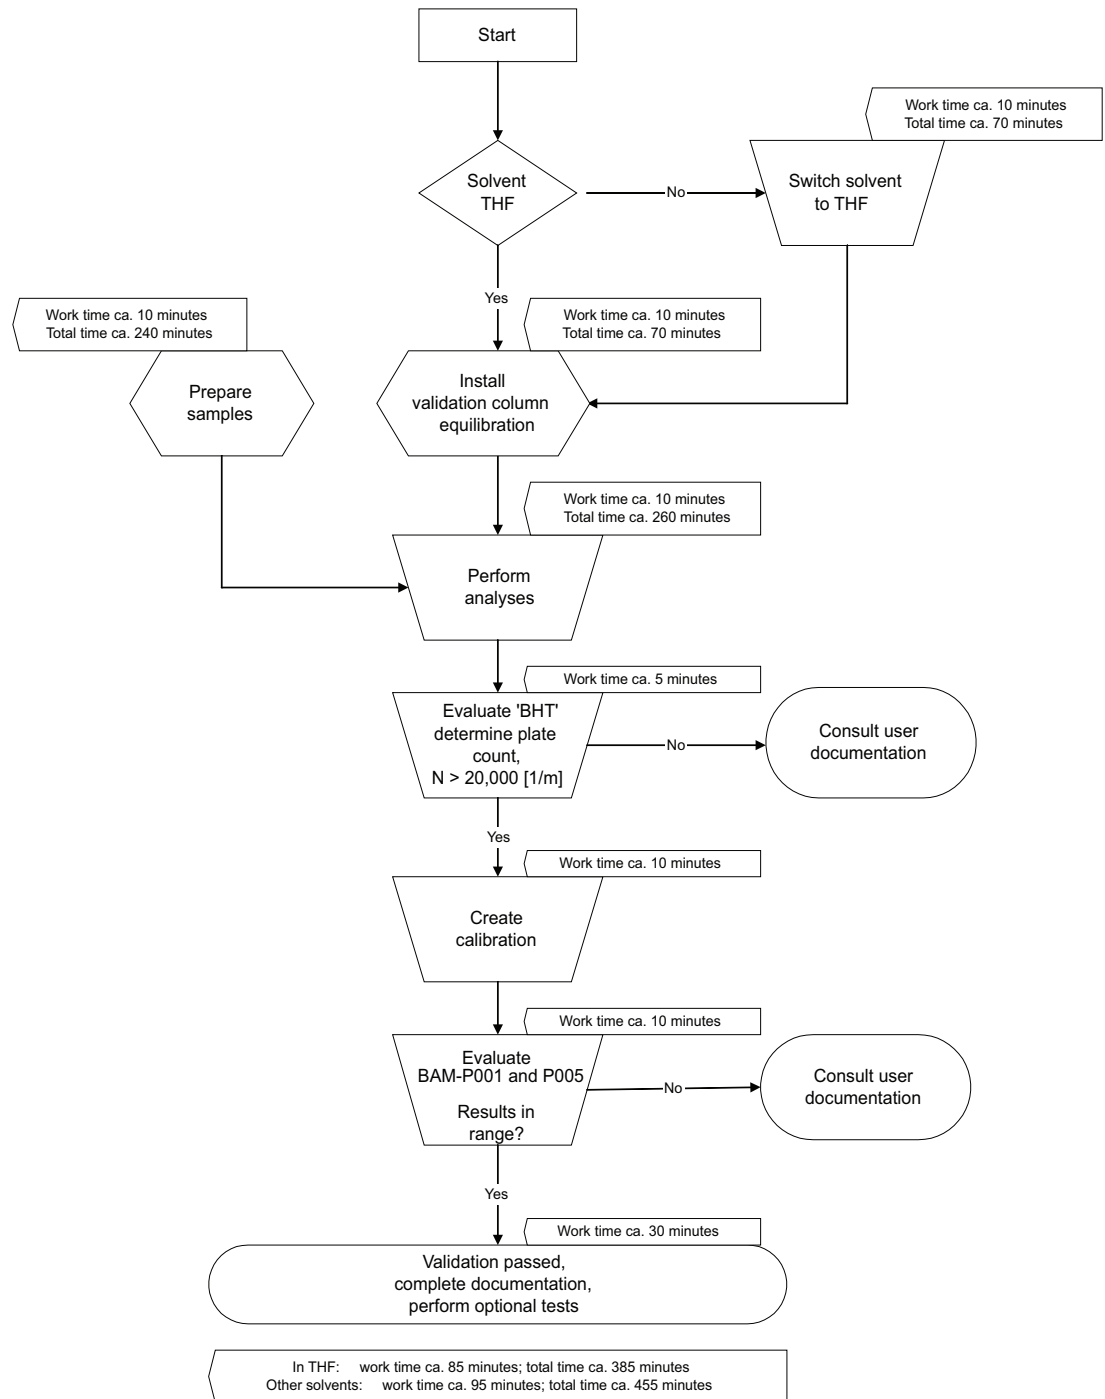 Start
Work time ca. 10 minutes
Total time ca. 70 minutes
Solvent
THF
No
Switch solvent
to THF
Yes
Work time ca. 10 minutes
Total time ca. 240 minutes
Prepare
samples
Work time ca. 10 minutes
Total time ca. 70 minutes
Install
validation column
equilibration
Work time ca. 10 minutes
Total time ca. 260 minutes
Perform
analyses
Work time ca. 5 minutes
Evaluate 'BHT'
determine plate
count,
N > 20,000 [1/m]
No
Consult user
documentation
Yes
Work time ca. 10 minutes
Create
calibration
Work time ca. 10 minutes
Evaluate
BAM-P001 and P005
Results in
range?
No
Consult user
documentation
Yes
Work time ca. 30 minutes
Validation passed,
complete documentation,
perform optional tests
In THF: work time ca. 85 minutes; total time ca. 385 minutes
Other solvents: work time ca. 95 minutes; total time ca. 455 minutes